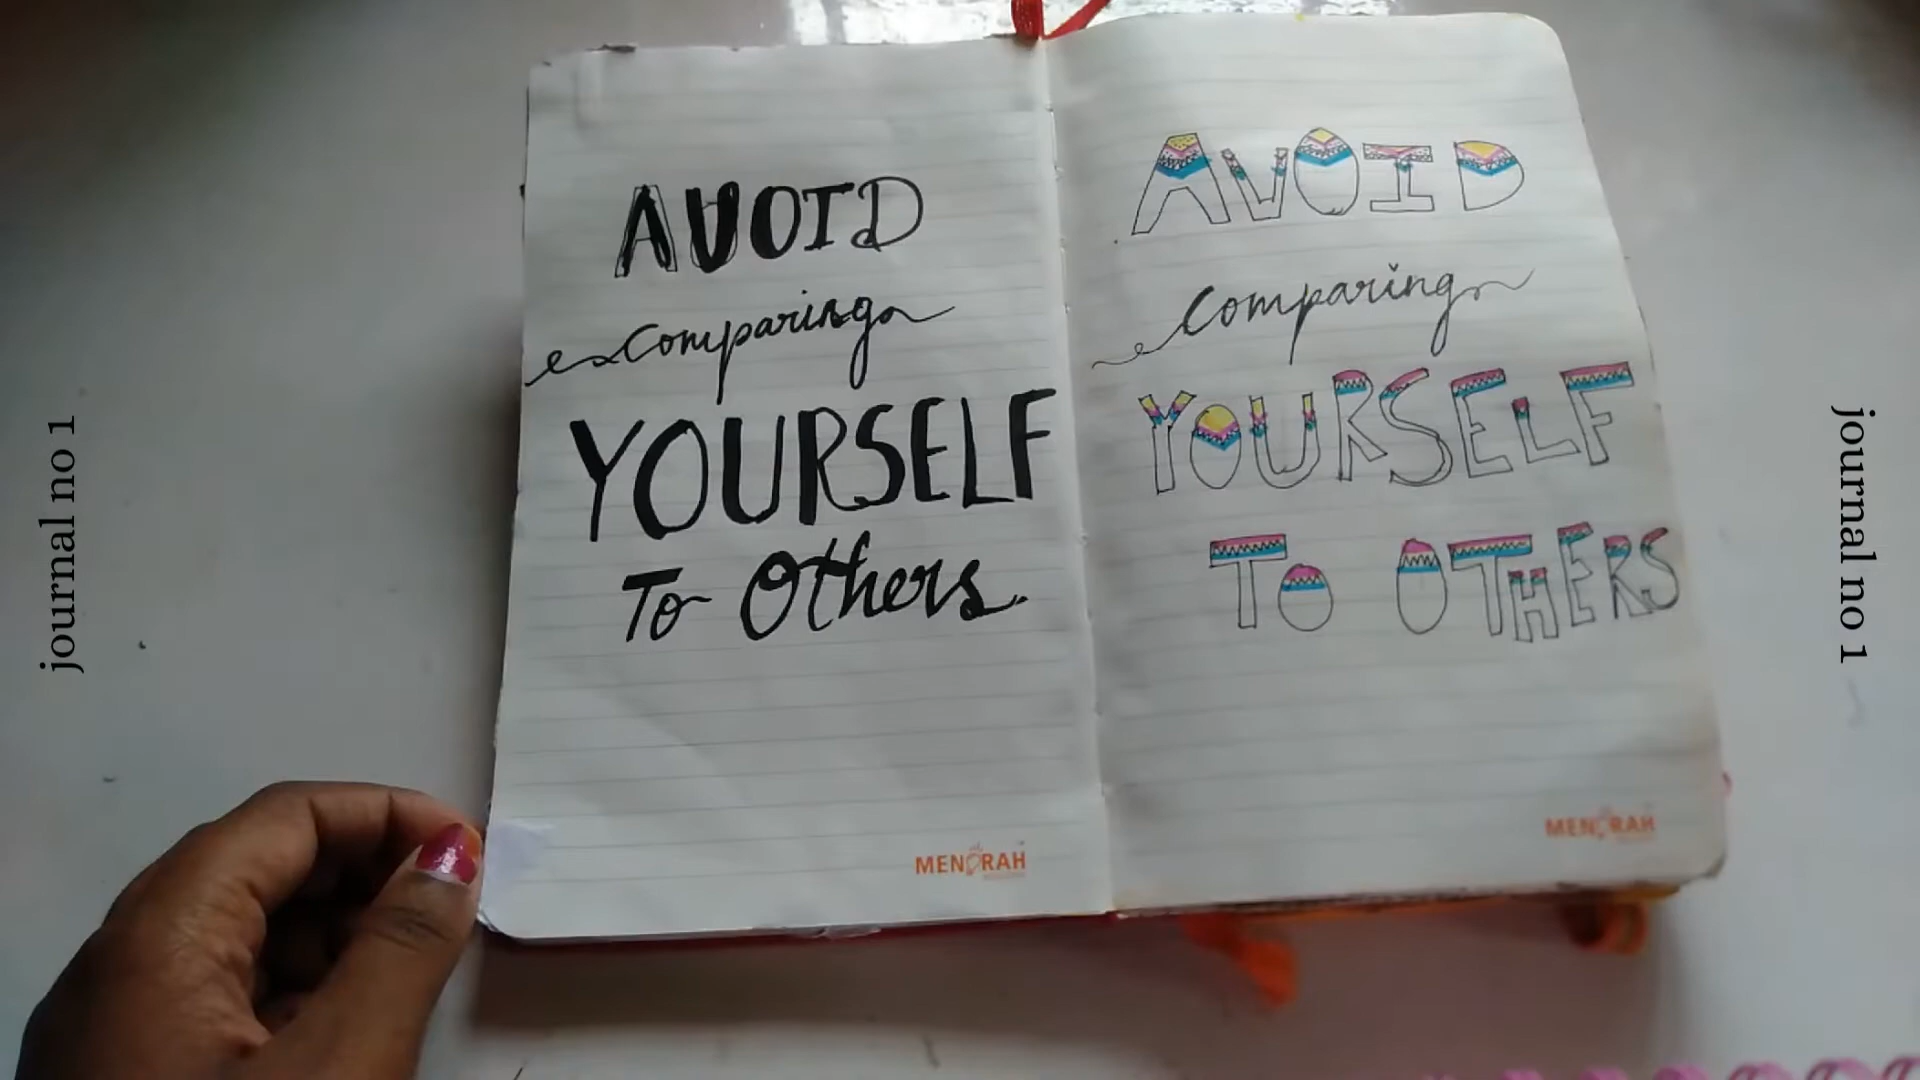 journal no 1
AVOID
comparing
YOURSELF
To Others.
MENORAH
AVOID
comparing
YOURSELF
TO OTHERS
MENORAH
journal no 1